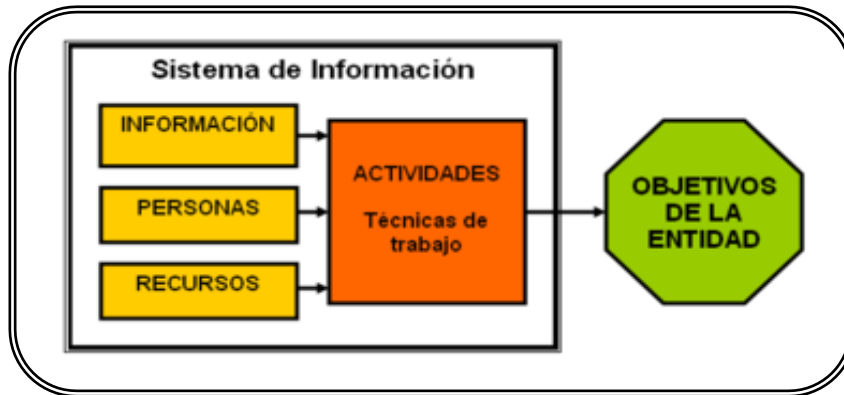 Sistema de Información
INFORMACIÓN
PERSONAS
RECURSOS
ACTIVIDADES
Técnicas de
trabajo
OBJETIVOS
DE LA
ENTIDAD